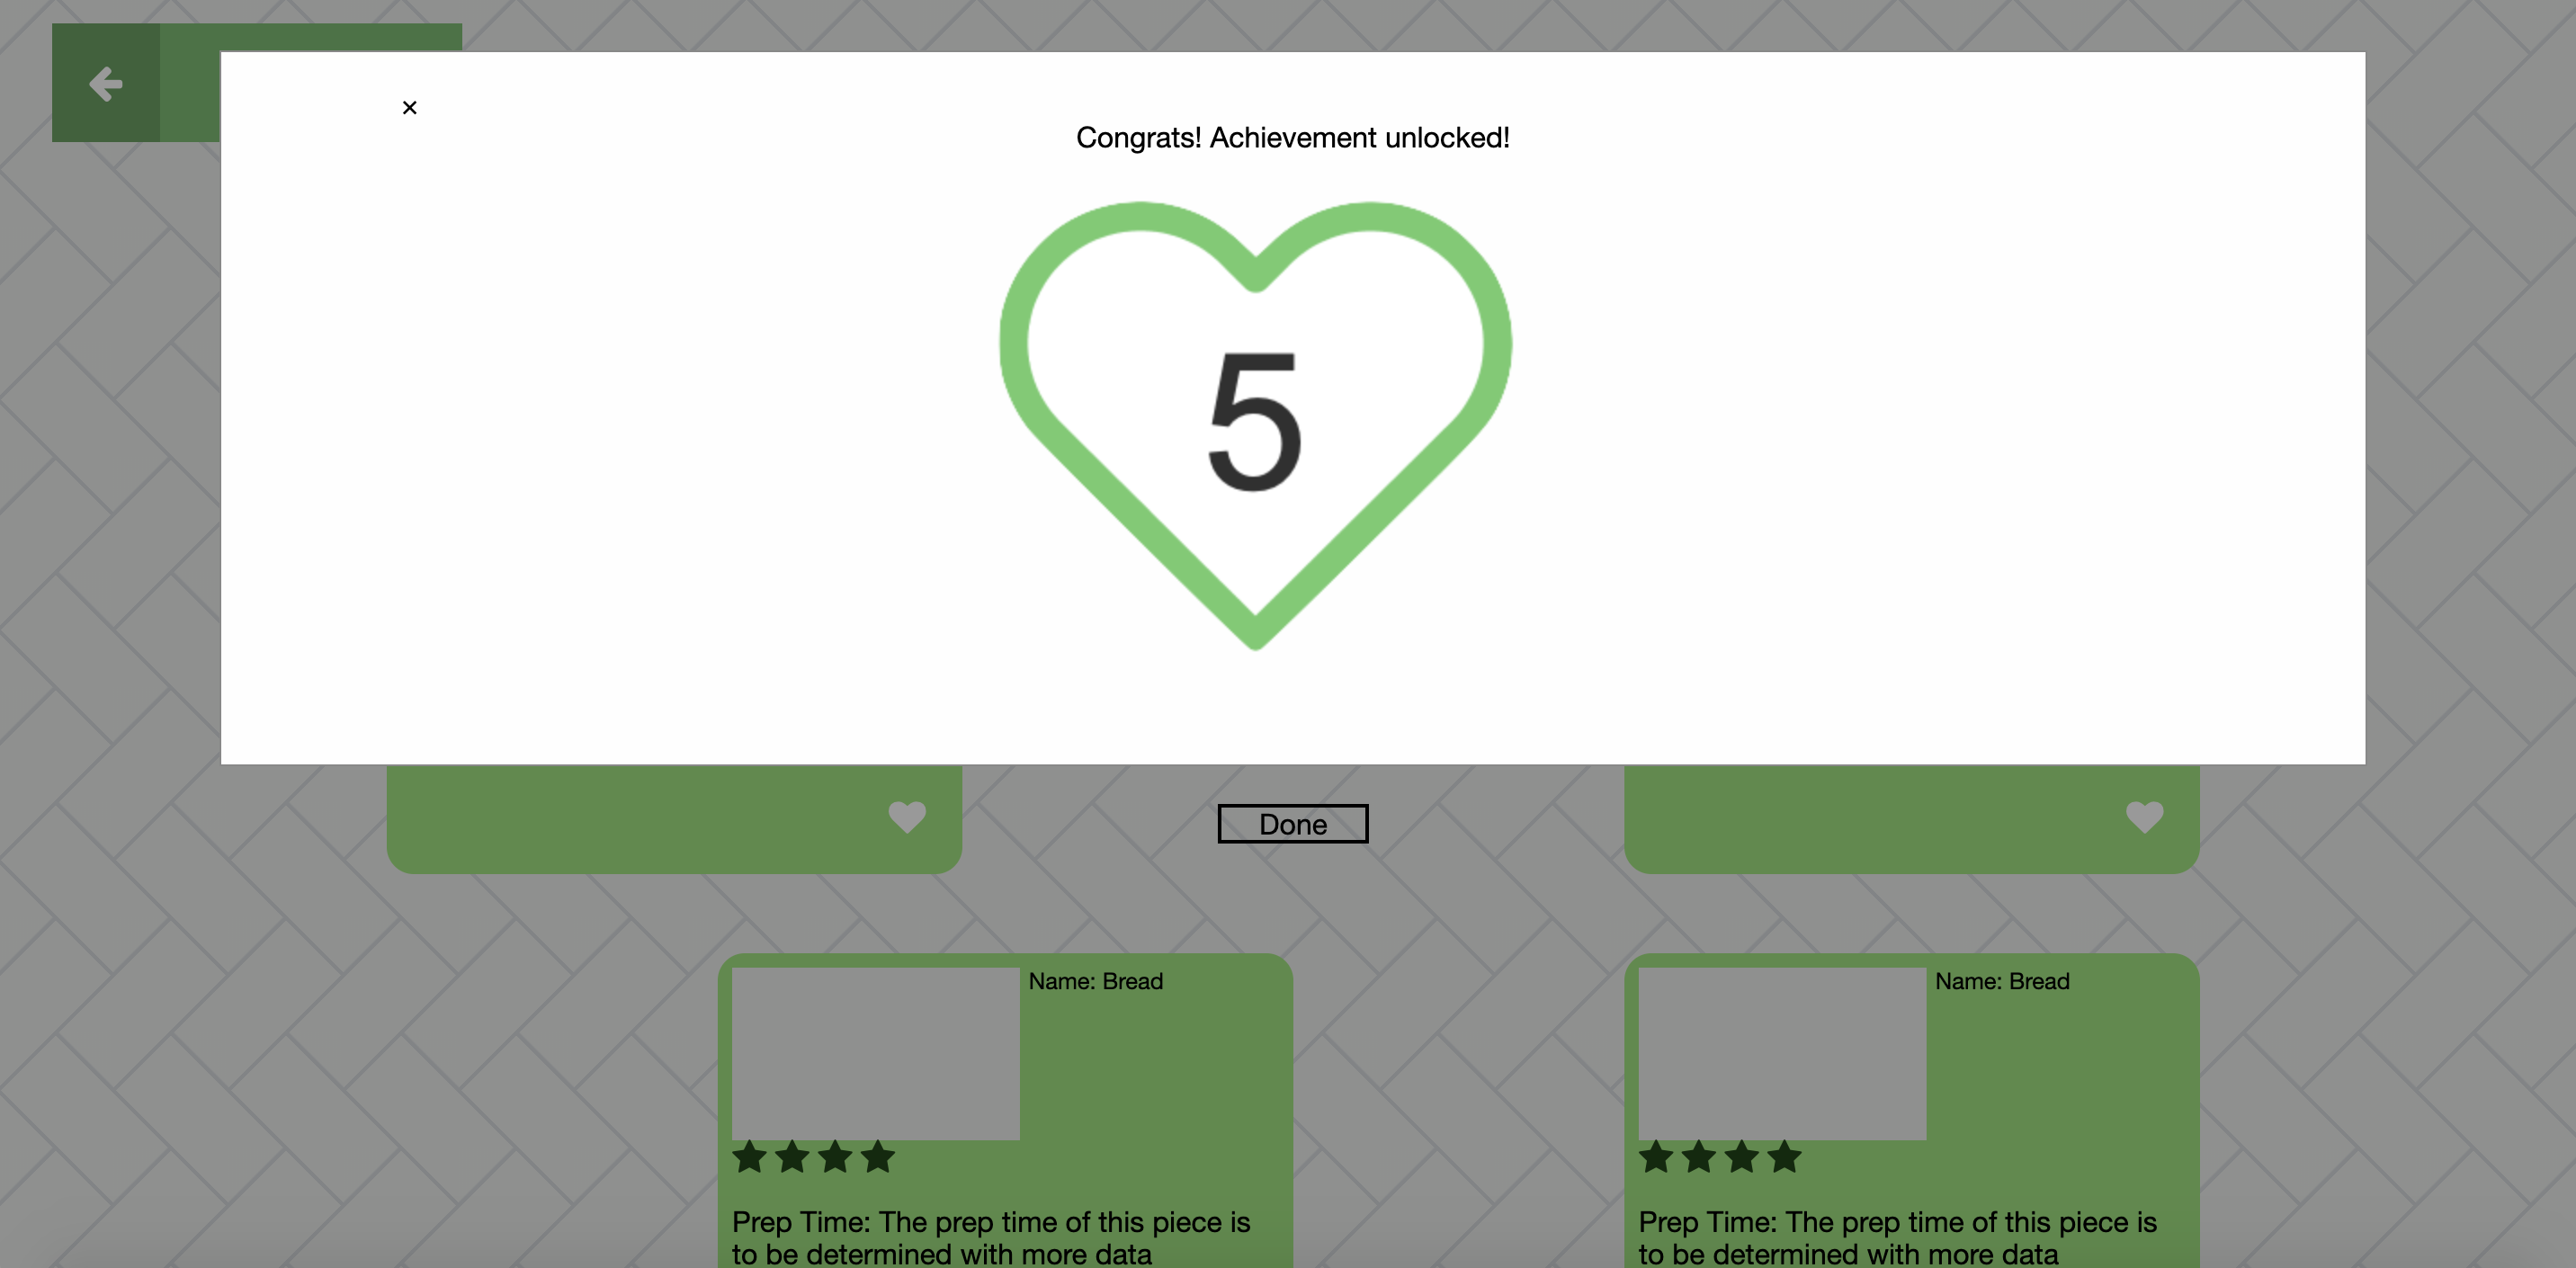 ×
Congrats! Achievement unlocked!
5
Done
Name: Bread
Prep Time: The prep time of this piece is
to be determined with more data
Name: Bread
Prep Time: The prep time of this piece is
to be determined with more data